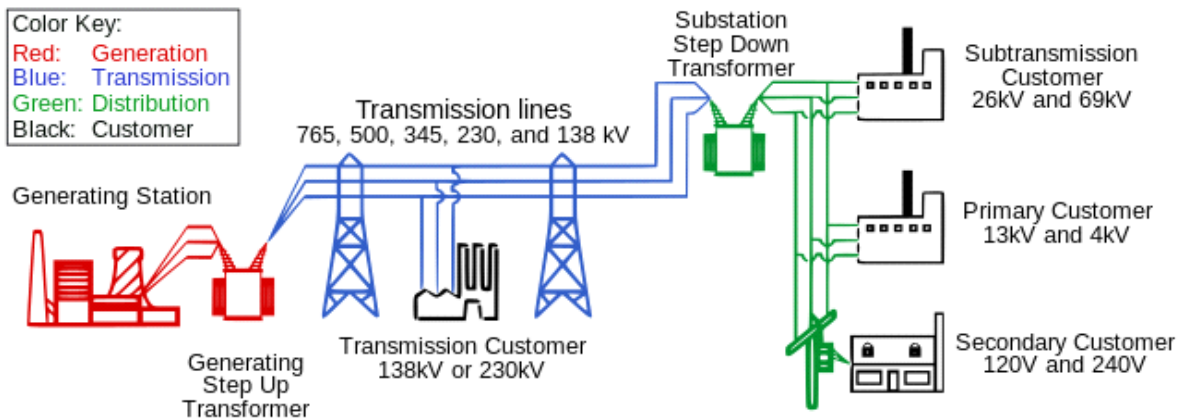 Color Key:
Red: Generation
Blue: Transmission
Green: Distribution
Black: Customer
Generating Station
Generating
Step Up
Transformer
Transmission lines
765, 500, 345, 230, and 138 kV
Transmission Customer
138kV or 230kV
Substation
Step Down
Transformer
Subtransmission
Customer
26kV and 69kV
Primary Customer
13kV and 4kV
Secondary Customer
120V and 240V